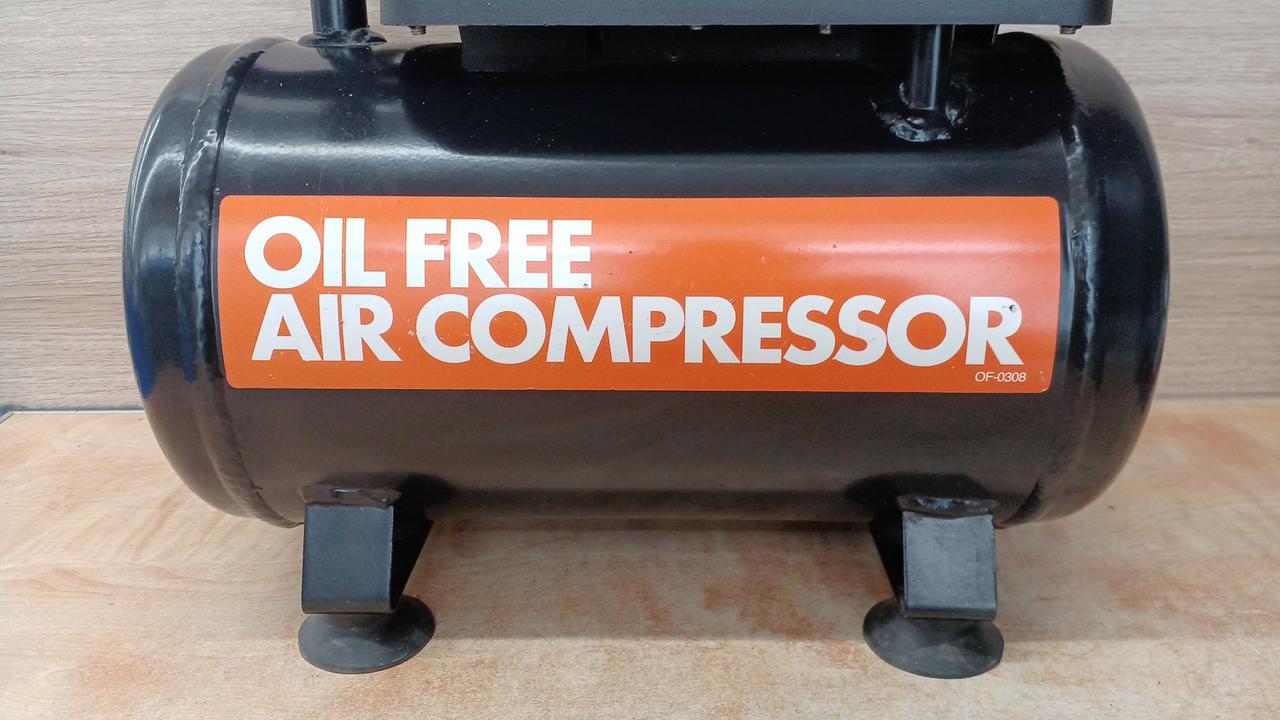 OIL FREE
AIR COMPRESSOR
OF-0308